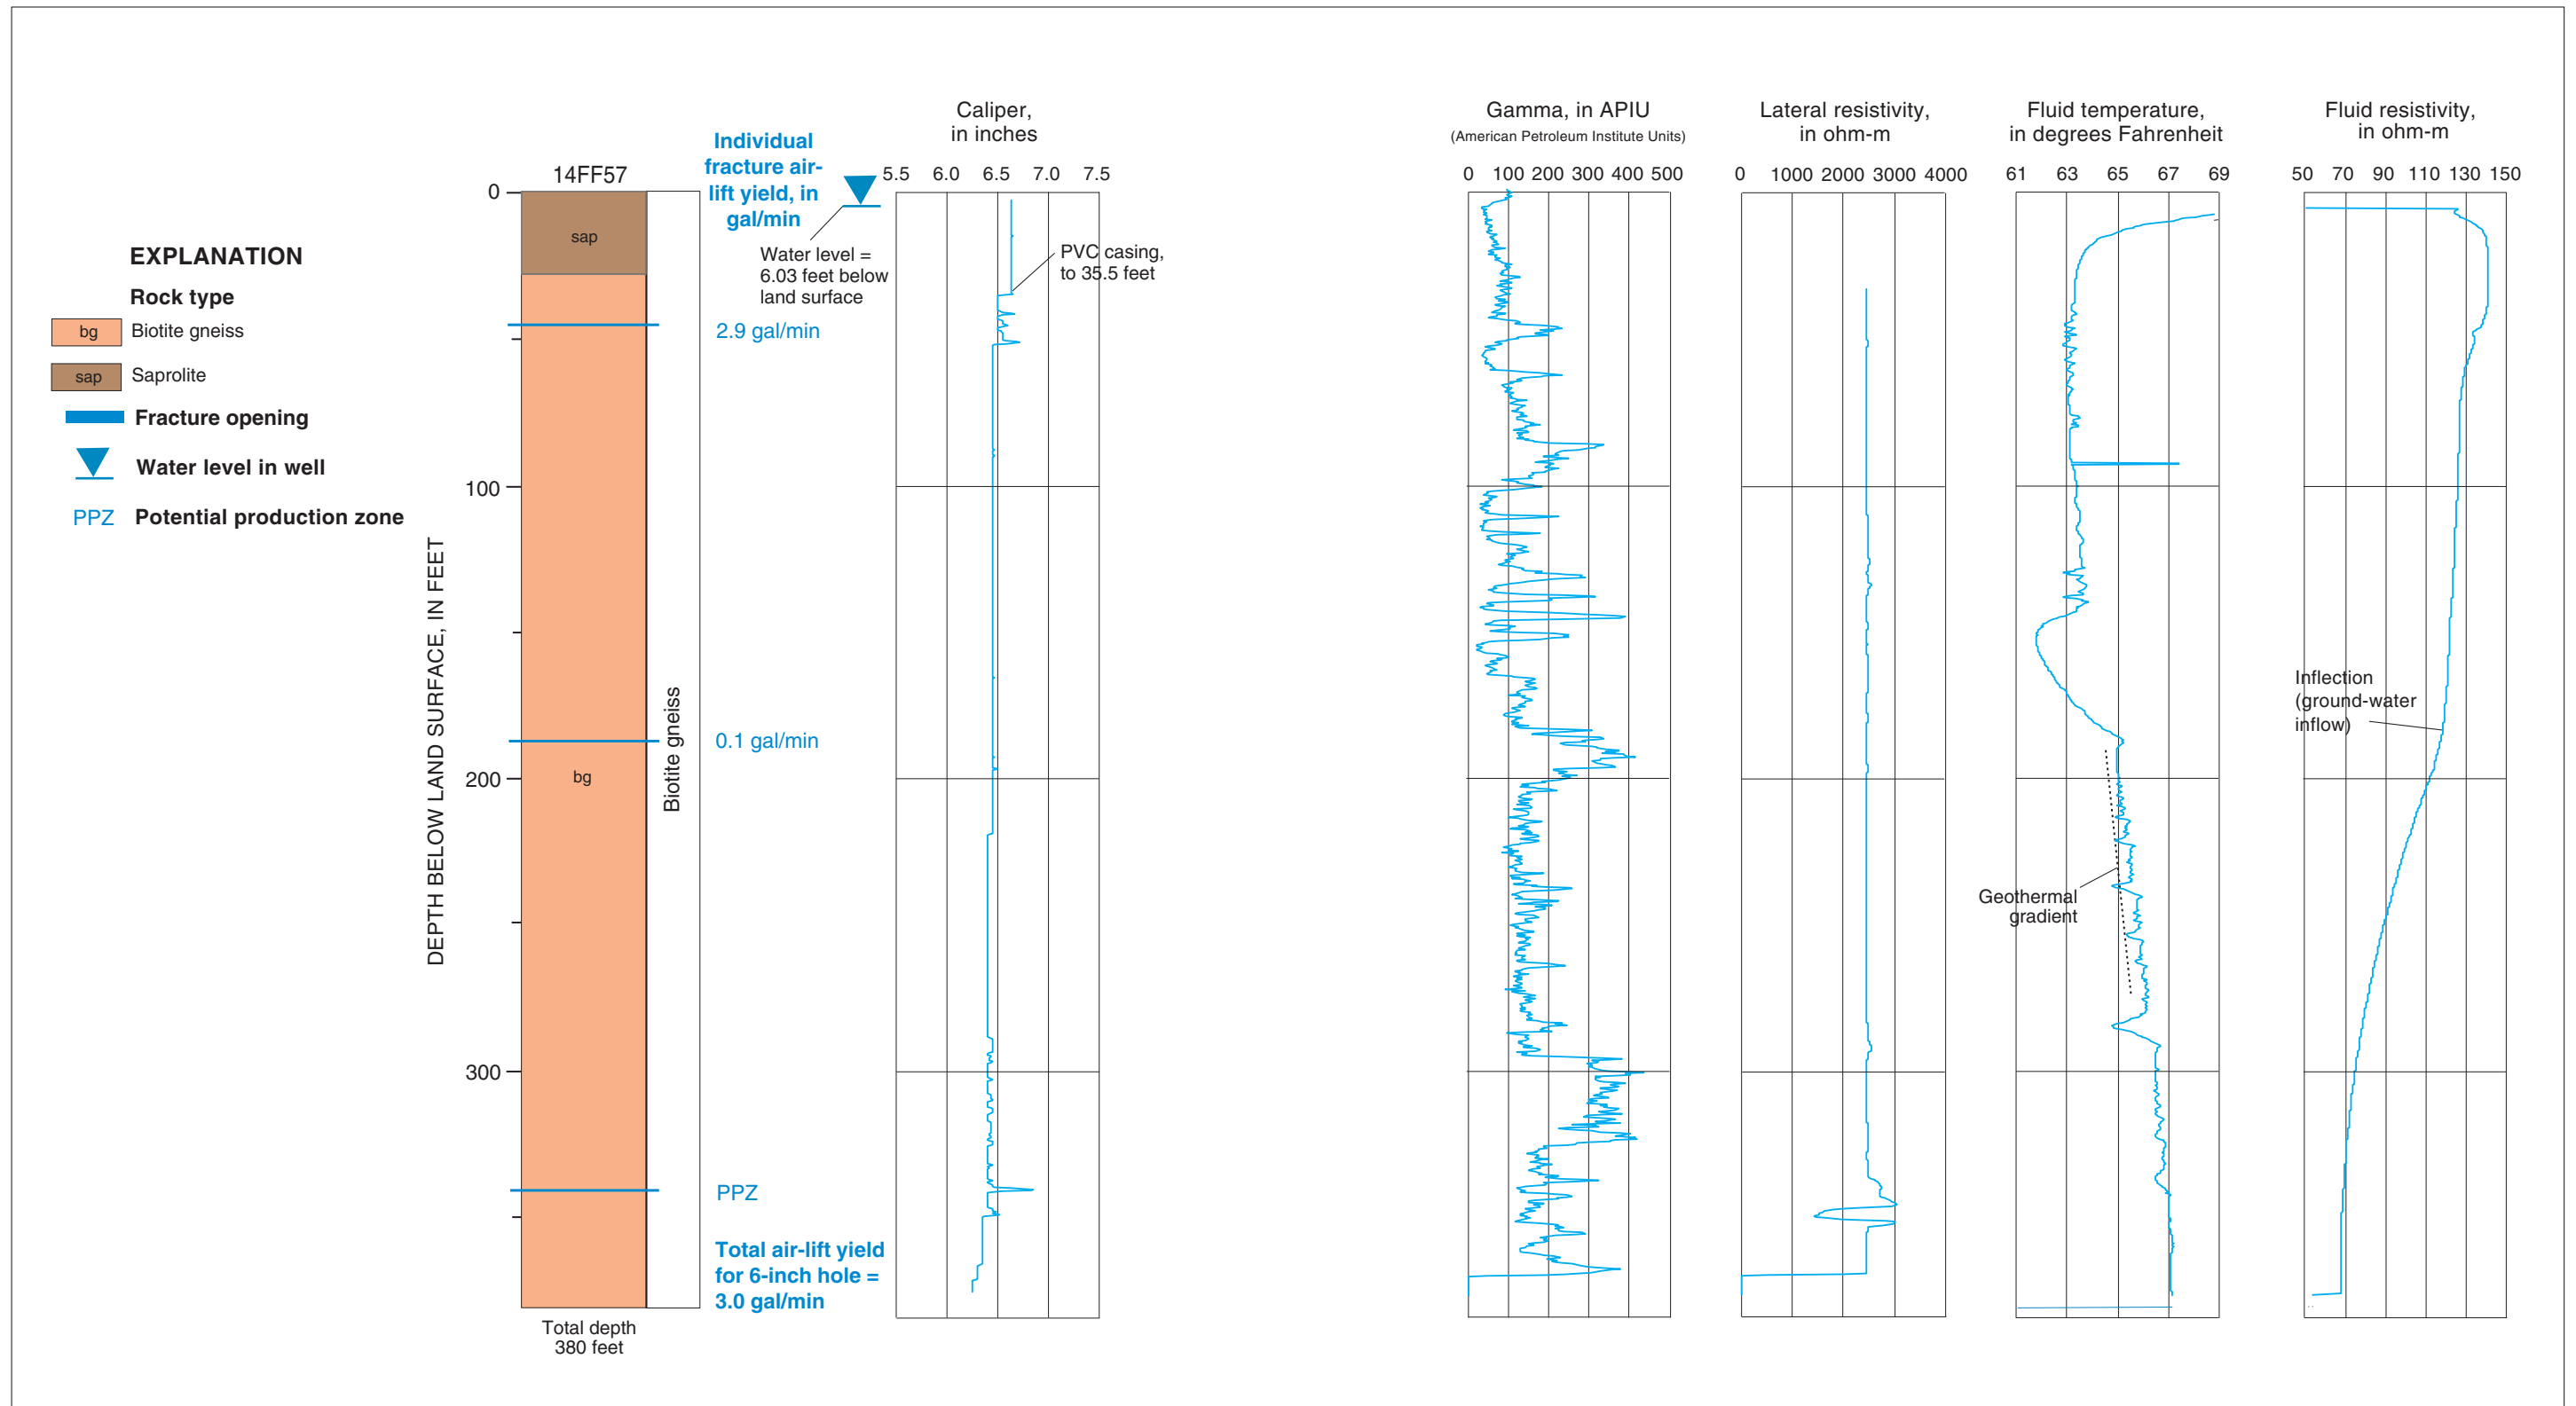 EXPLANATION
Rock type
bg Biotite gneiss
sap Saprolite
Fracture opening
Water level in well
PPZ Potential production zone
DEPTH BELOW LAND SURFACE, IN FEET
0
100
200
300
14FF57
sap
bg
Biotite gneiss
Total depth
380 feet
Individual
fracture air-
lift yield, in
gal/min
Water level =
6.03 feet below
land surface
2.9 gal/min
0.1 gal/min
PPZ
Total air-lift yield
for 6-inch hole =
3.0 gal/min
Caliper,
in inches
5.5 6.0 6.5 7.0 7.5
PVC casing,
to 35.5 feet
Gamma, in APIU
(American Petroleum Institute Units)
0 100 200 300 400 500
Lateral resistivity,
in ohm-m
0 1000 2000 3000 4000
Fluid temperature,
in degrees Fahrenheit
61 63 65 67 69
Geothermal
gradient
Fluid resistivity,
in ohm-m
50 70 90 110 130 150
Inflection
(ground-water
inflow)